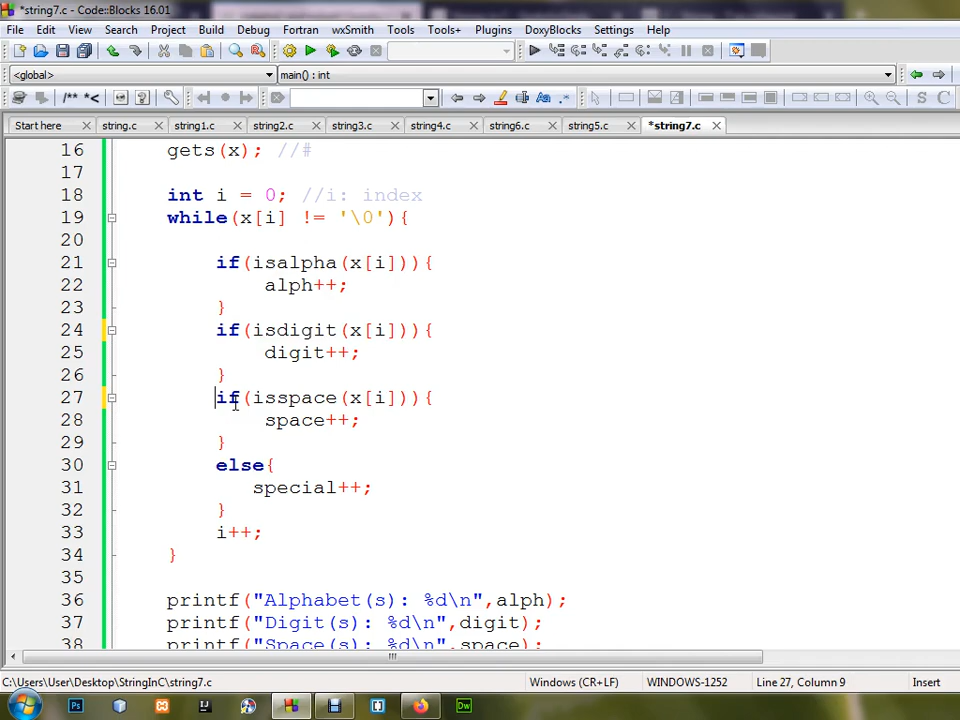 *string7.c - Code::Blocks 16.01
File Edit View Search Project Build Debug Fortran wxSmith Tools Tools+ Plugins DoxyBlocks Settings Help
<global> main() : int
/** *<
Start here string.c string1.c string2.c string3.c string4.c string6.c string5.c *string7.c
16 gets(x); //#
17
18 int i = 0; //i: index
19 while(x[i] != '\0'){
20
21 if(isalpha(x[i])){
22 alph++;
23 }
24 if(isdigit(x[i])){
25 digit++;
26 }
27 if(isspace(x[i])){
28 space++;
29 }
30 else{
31 special++;
32 }
33 i++;
34 }
35
36 printf("Alphabet(s): %d\n",alph);
37 printf("Digit(s): %d\n",digit);
38 printf("Space(s): %d\n",space);
C:\Users\User\Desktop\StringInC\string7.c Windows (CR+LF) WINDOWS-1252 Line 27, Column 9 Insert
Ps IJ Dw